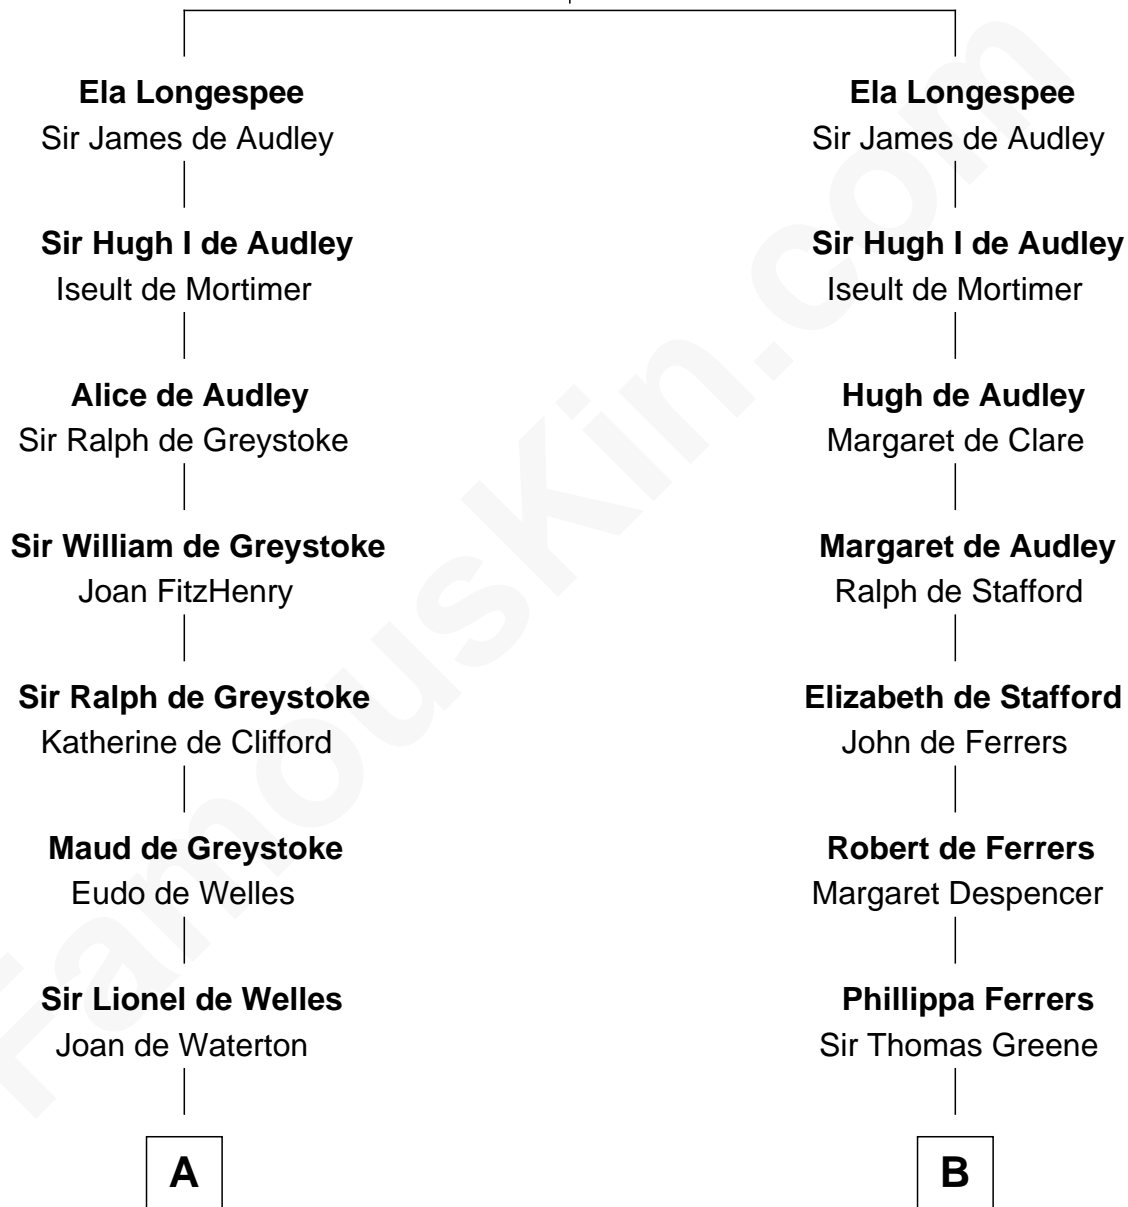 Ela Longespee
Sir James de Audley
Sir Hugh I de Audley
Iseult de Mortimer
Alice de Audley
Sir Ralph de Greystoke
Sir William de Greystoke
Joan FitzHenry
Sir Ralph de Greystoke
Katherine de Clifford
Maud de Greystoke
Eudo de Welles
Sir Lionel de Welles
Joan de Waterton
A
Ela Longespee
Sir James de Audley
Sir Hugh I de Audley
Iseult de Mortimer
Hugh de Audley
Margaret de Clare
Margaret de Audley
Ralph de Stafford
Elizabeth de Stafford
John de Ferrers
Robert de Ferrers
Margaret Despencer
Phillippa Ferrers
Sir Thomas Greene
B
FamousKin.com